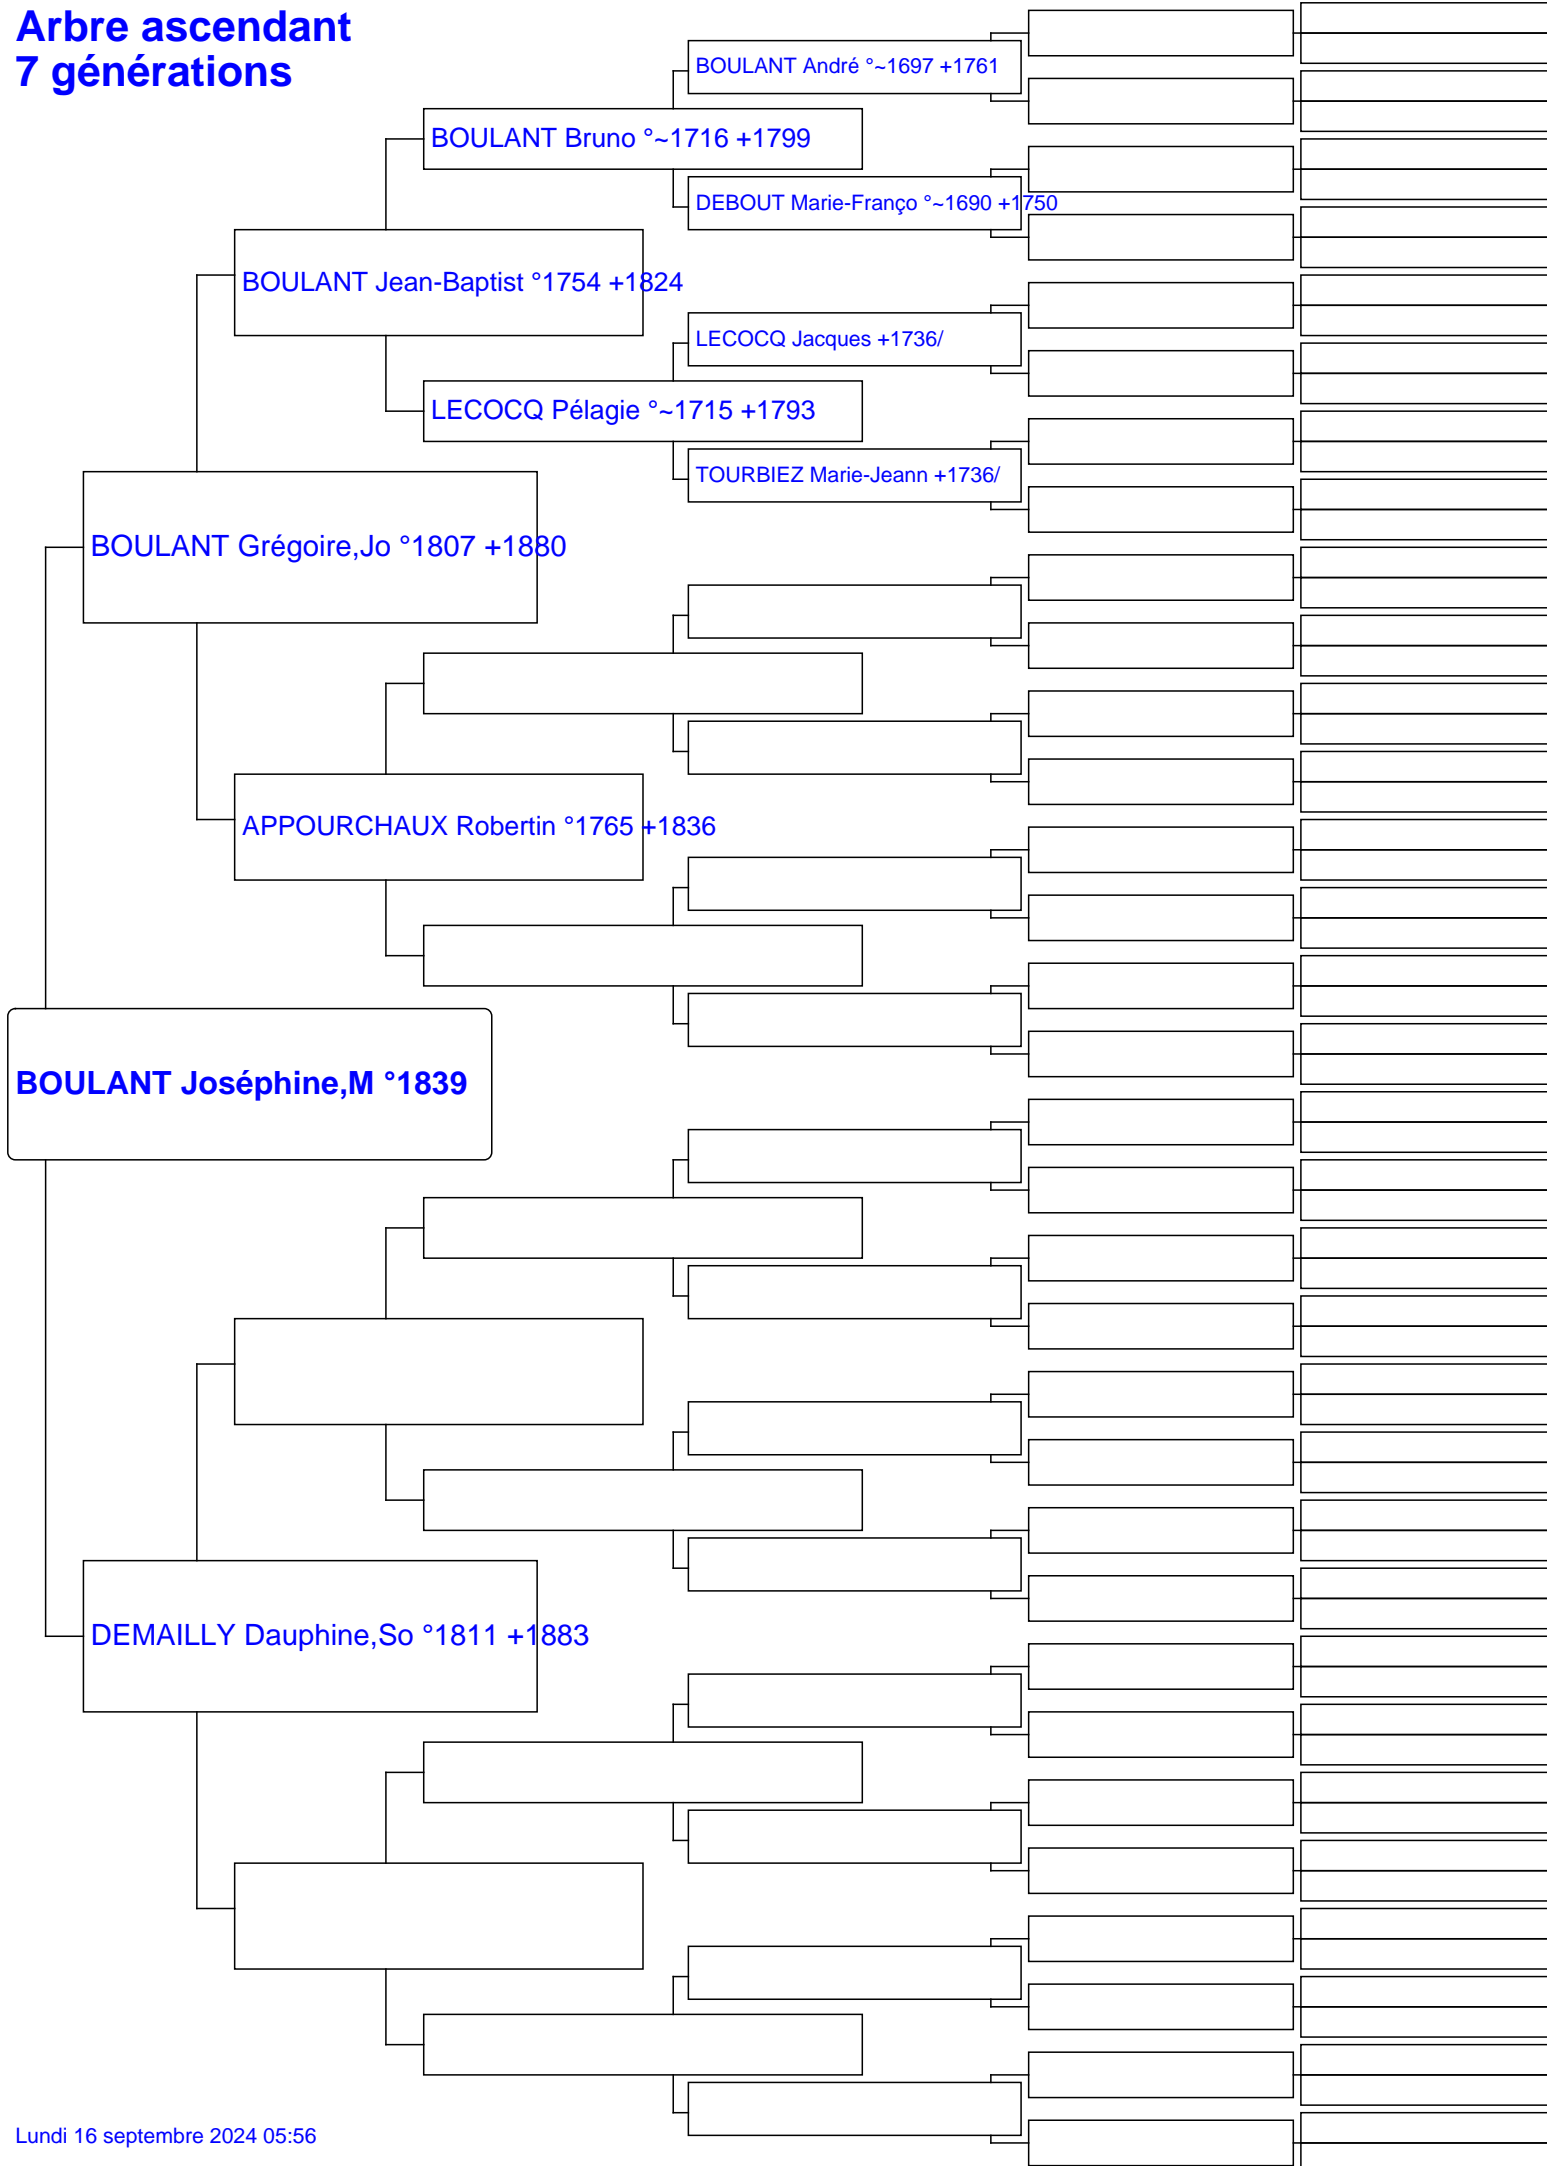 Arbre ascendant
7 générations
BOULANT André °~1697 +1761
BOULANT Bruno °~1716 +1799
DEBOUT Marie-Franço °~1690 +1750
BOULANT Jean-Baptist °1754 +1824
LECOCQ Jacques +1736/
LECOCQ Pélagie °~1715 +1793
TOURBIEZ Marie-Jeann +1736/
BOULANT Grégoire,Jo °1807 +1880
APPOURCHAUX Robertin °1765 +1836
BOULANT Joséphine,M °1839
DEMAILLY Dauphine,So °1811 +1883
Lundi 16 septembre 2024 05:56